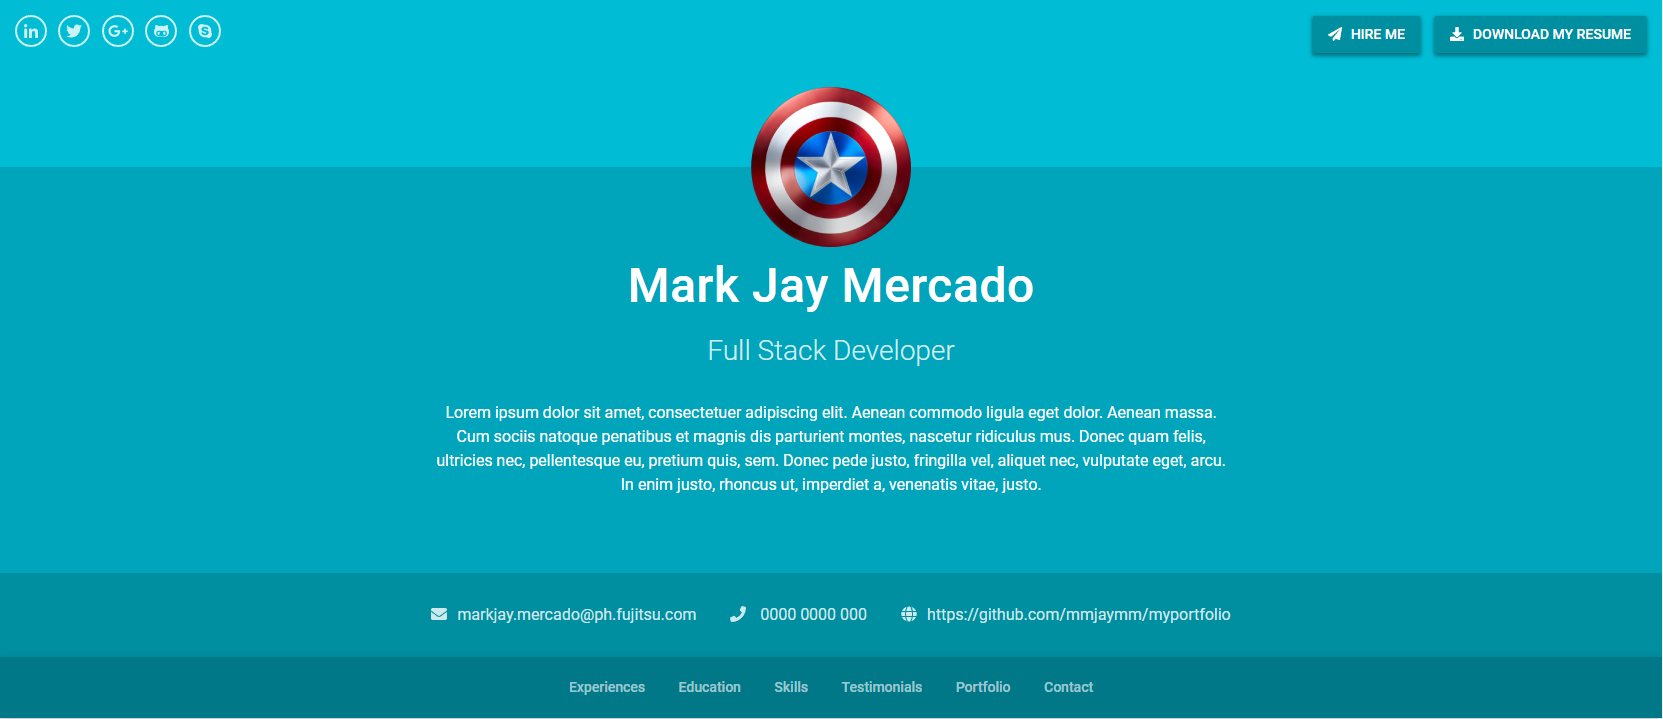 HIRE ME
DOWNLOAD MY RESUME
Mark Jay Mercado
Full Stack Developer
Lorem ipsum dolor sit amet, consectetuer adipiscing elit. Aenean commodo ligula eget dolor. Aenean massa.
Cum sociis natoque penatibus et magnis dis parturient montes, nascetur ridiculus mus. Donec quam felis,
ultricies nec, pellentesque eu, pretium quis, sem. Donec pede justo, fringilla vel, aliquet nec, vulputate eget, arcu.
In enim justo, rhoncus ut, imperdiet a, venenatis vitae, justo.
markjay.mercado@ph.fujitsu.com 0000 0000 000 https://github.com/mmjaymm/myportfolio
Experiences Education Skills Testimonials Portfolio Contact